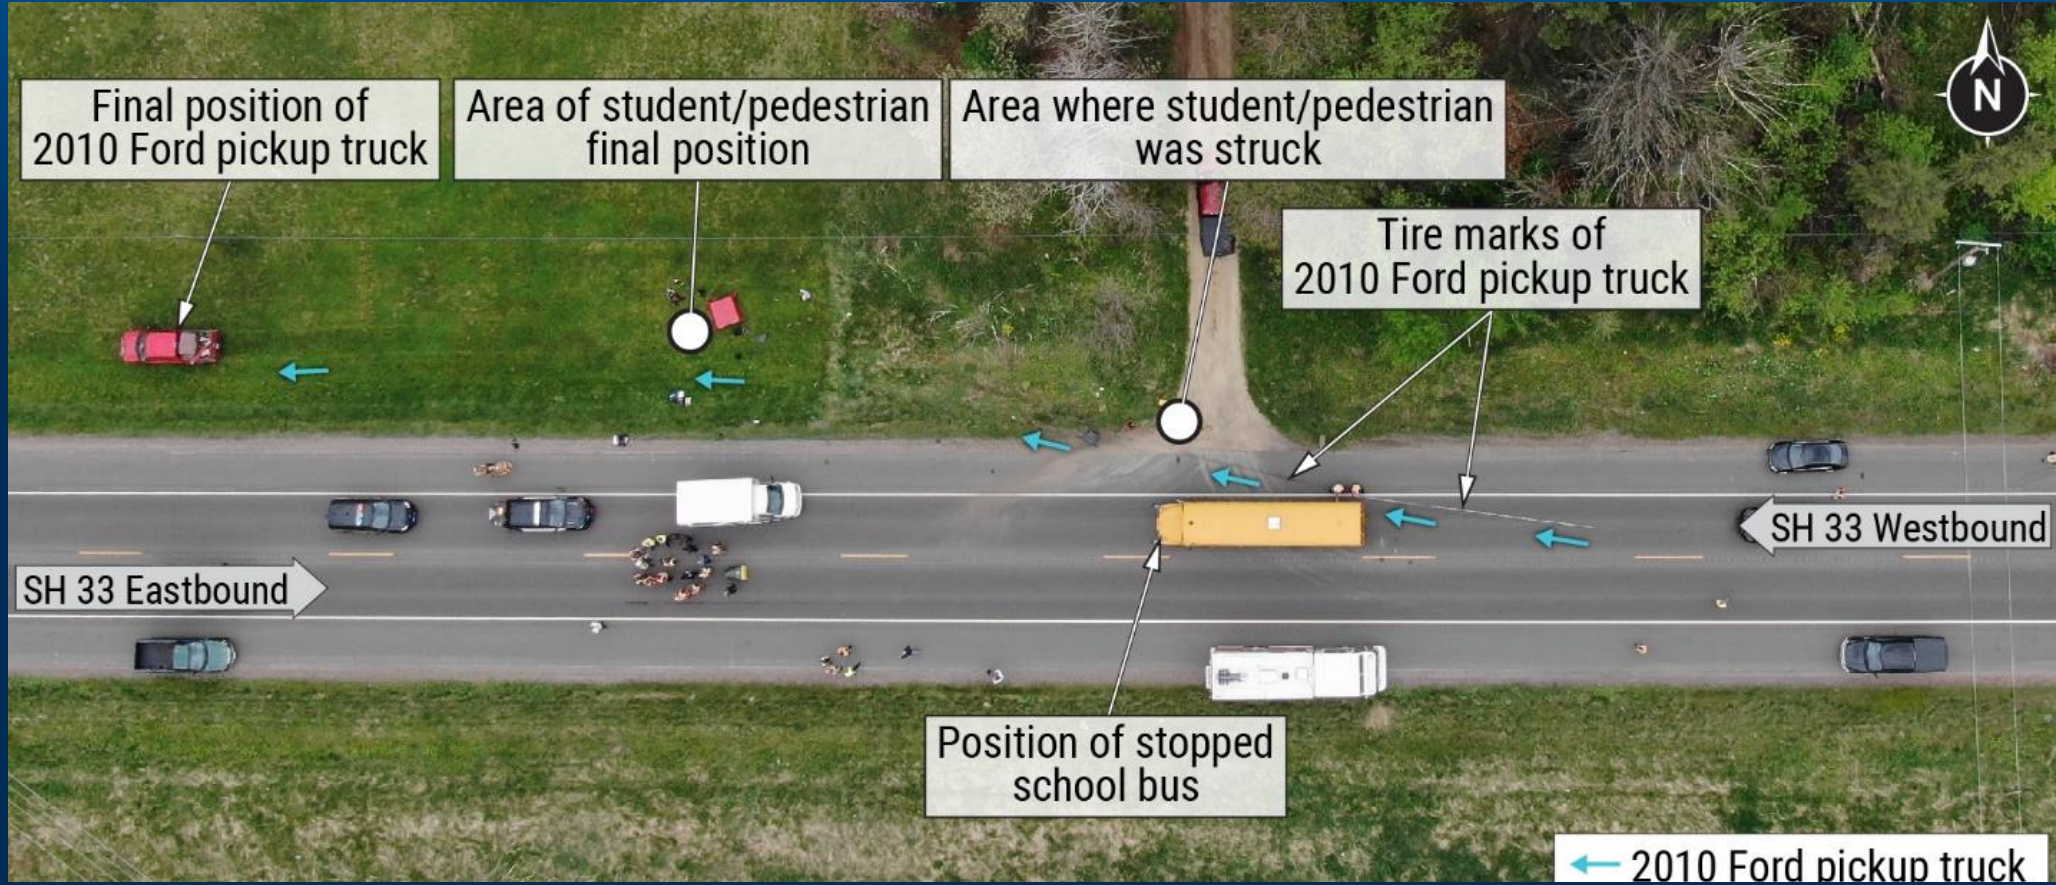 Final position of
2010 Ford pickup truck
Area of student/pedestrian
final position
Area where student/pedestrian
was struck
N
Tire marks of
2010 Ford pickup truck
SH 33 Westbound
SH 33 Eastbound
Position of stopped
school bus
2010 Ford pickup truck